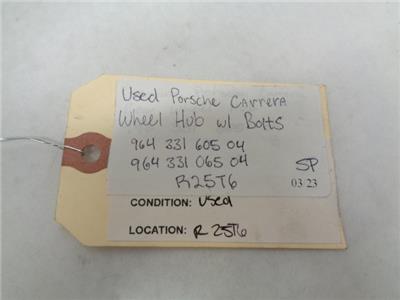 Used Porsche Carrera
Wheel Hub w/ Bolts
964 331 605 04
964 331 065 04
SP
R25T6
03/23
CONDITION: Used
LOCATION: R 25T6